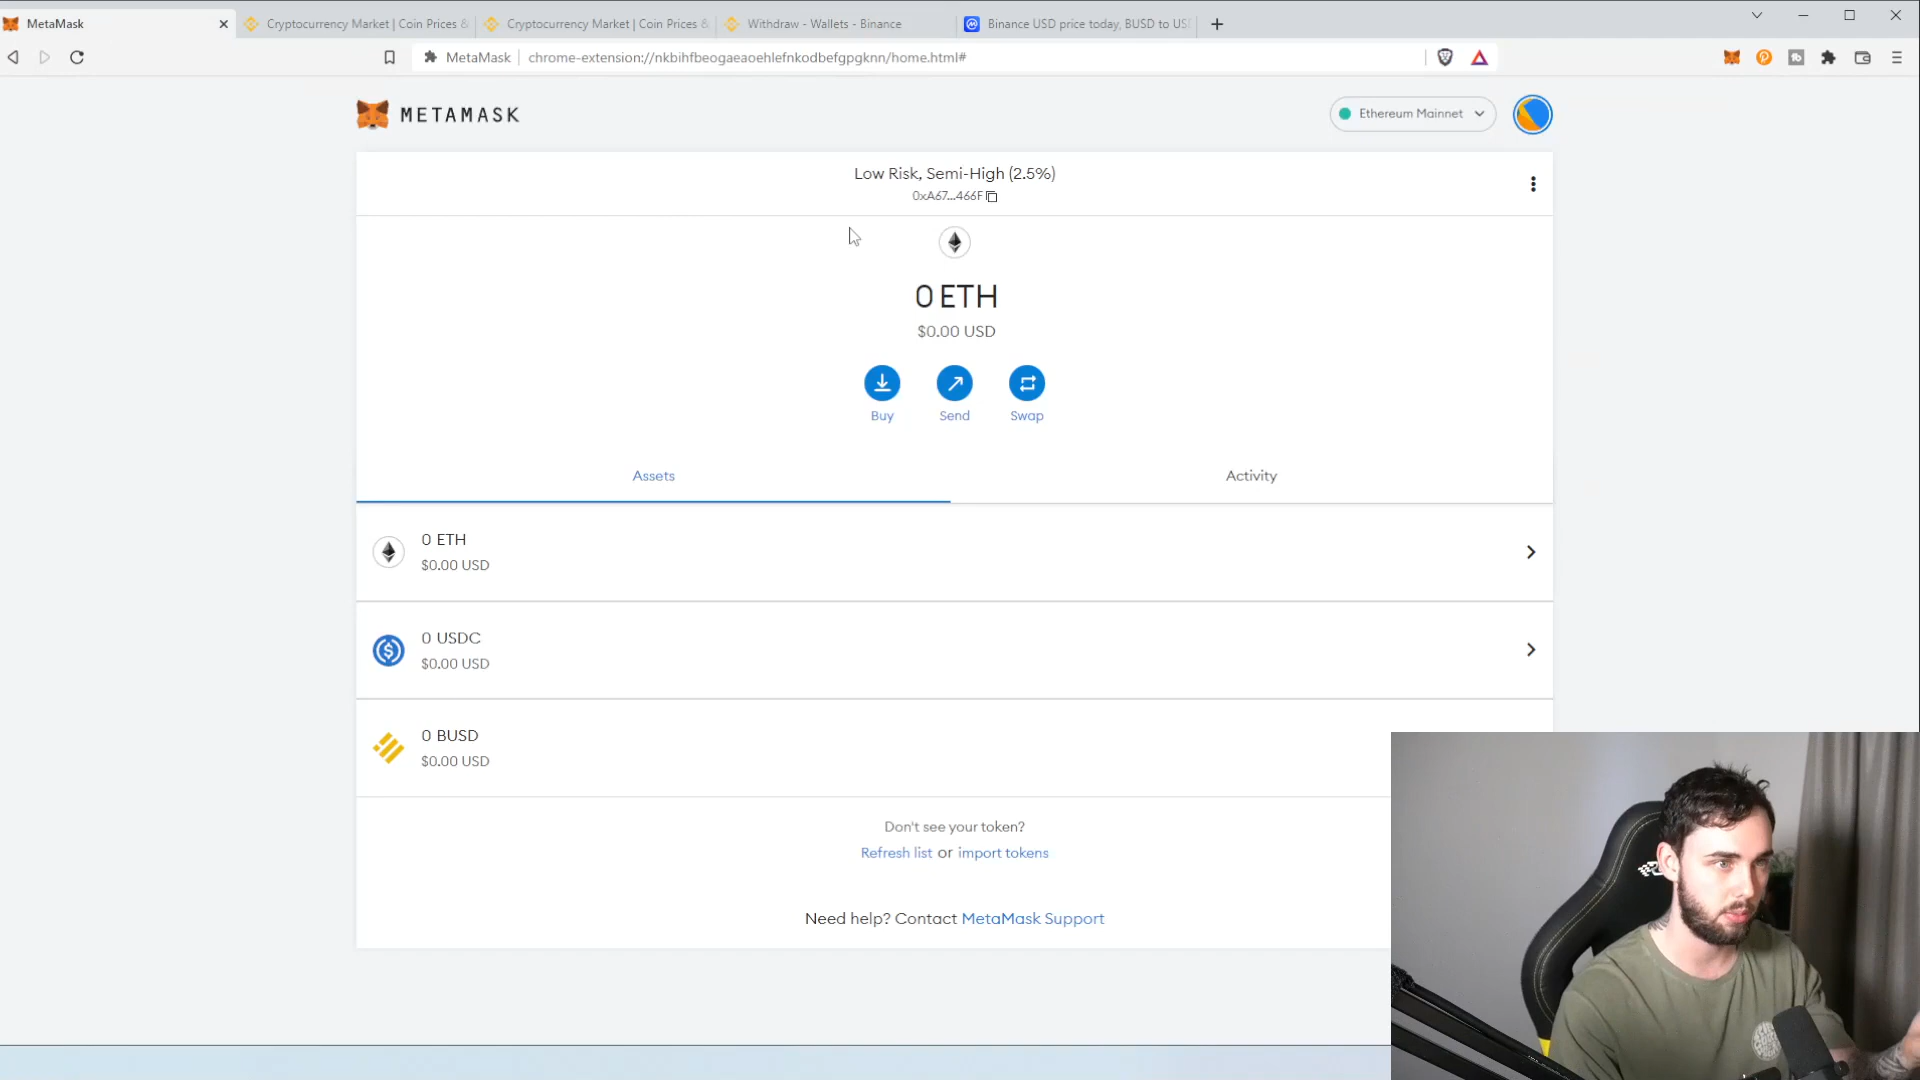 MetaMask
Cryptocurrency Market | Coin Prices &
Cryptocurrency Market | Coin Prices &
Withdraw - Wallets - Binance
Binance USD price today, BUSD to US
MetaMask
chrome-extension://nkbihfbeogaeaoehlefnkodbefgpgknn/home.html#
METAMASK
Ethereum Mainnet
Low Risk, Semi-High (2.5%)
0xA67...466F
0 ETH
$0.00 USD
Buy
Send
Swap
Assets
Activity
0 ETH
$0.00 USD
0 USDC
$0.00 USD
0 BUSD
$0.00 USD
Don't see your token?
Refresh list or import tokens
Need help? Contact MetaMask Support